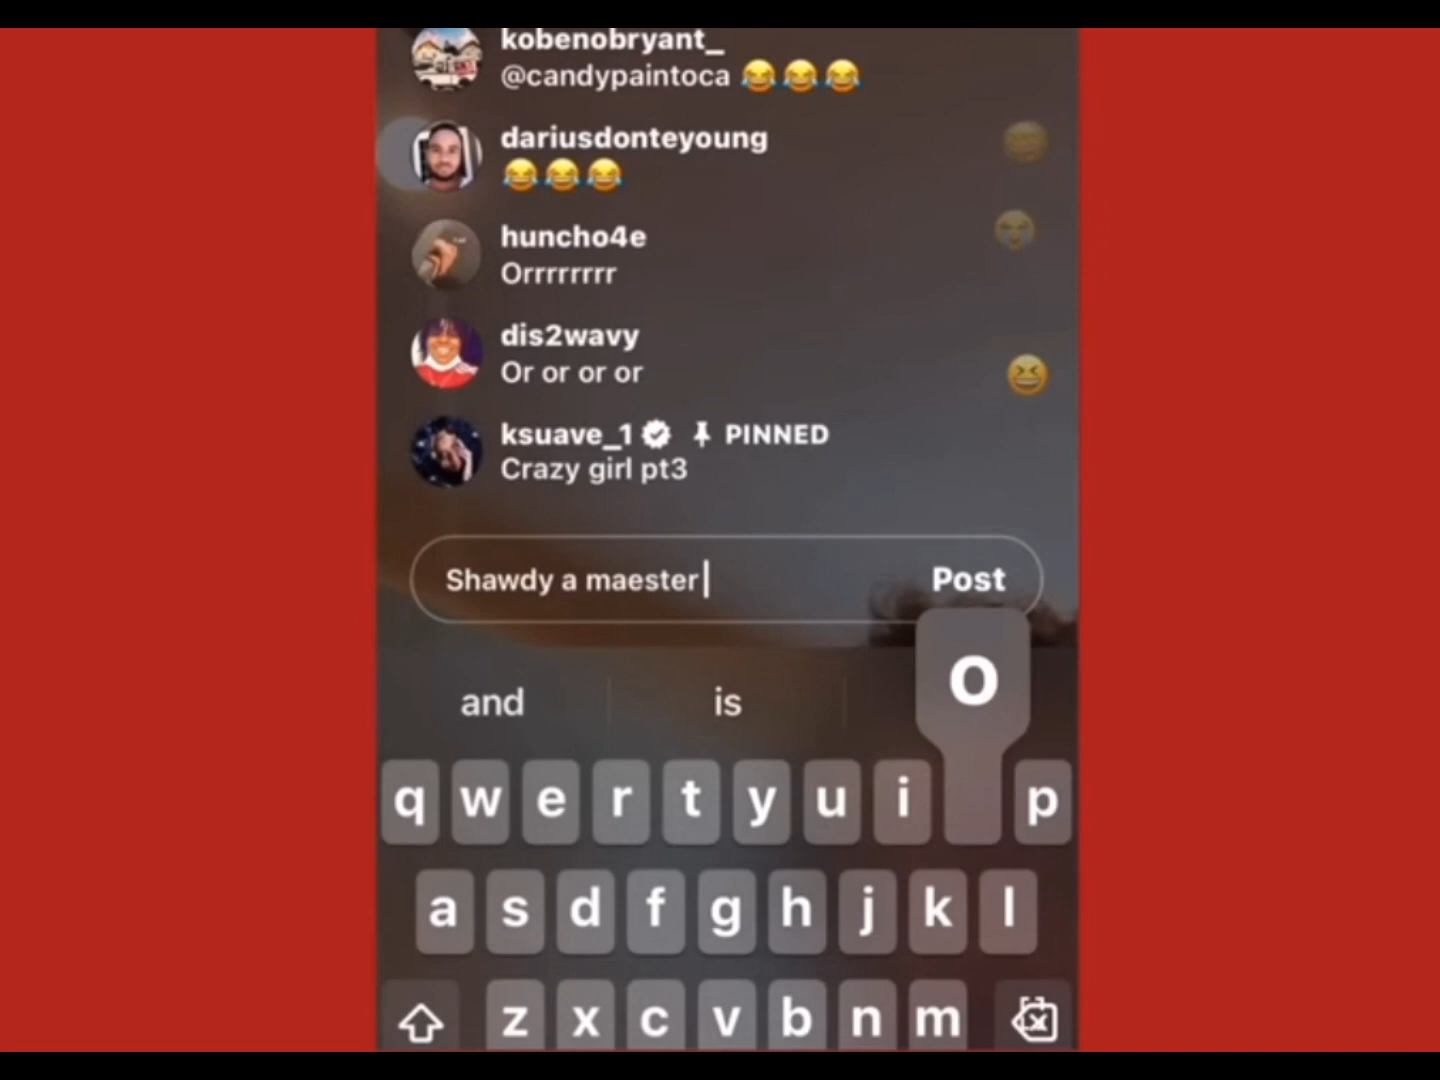 kobenobryant_
@candypaintoca 😂😂😂
dariusdonteyoung
😂😂😂
huncho4e
Orrrrrrrr
dis2wavy
Or or or or
ksuave_1 PINNED
Crazy girl pt3
Shawdy a maester Post
and is
o
q w e r t y u i p
a s d f g h j k l
z x c v b n m